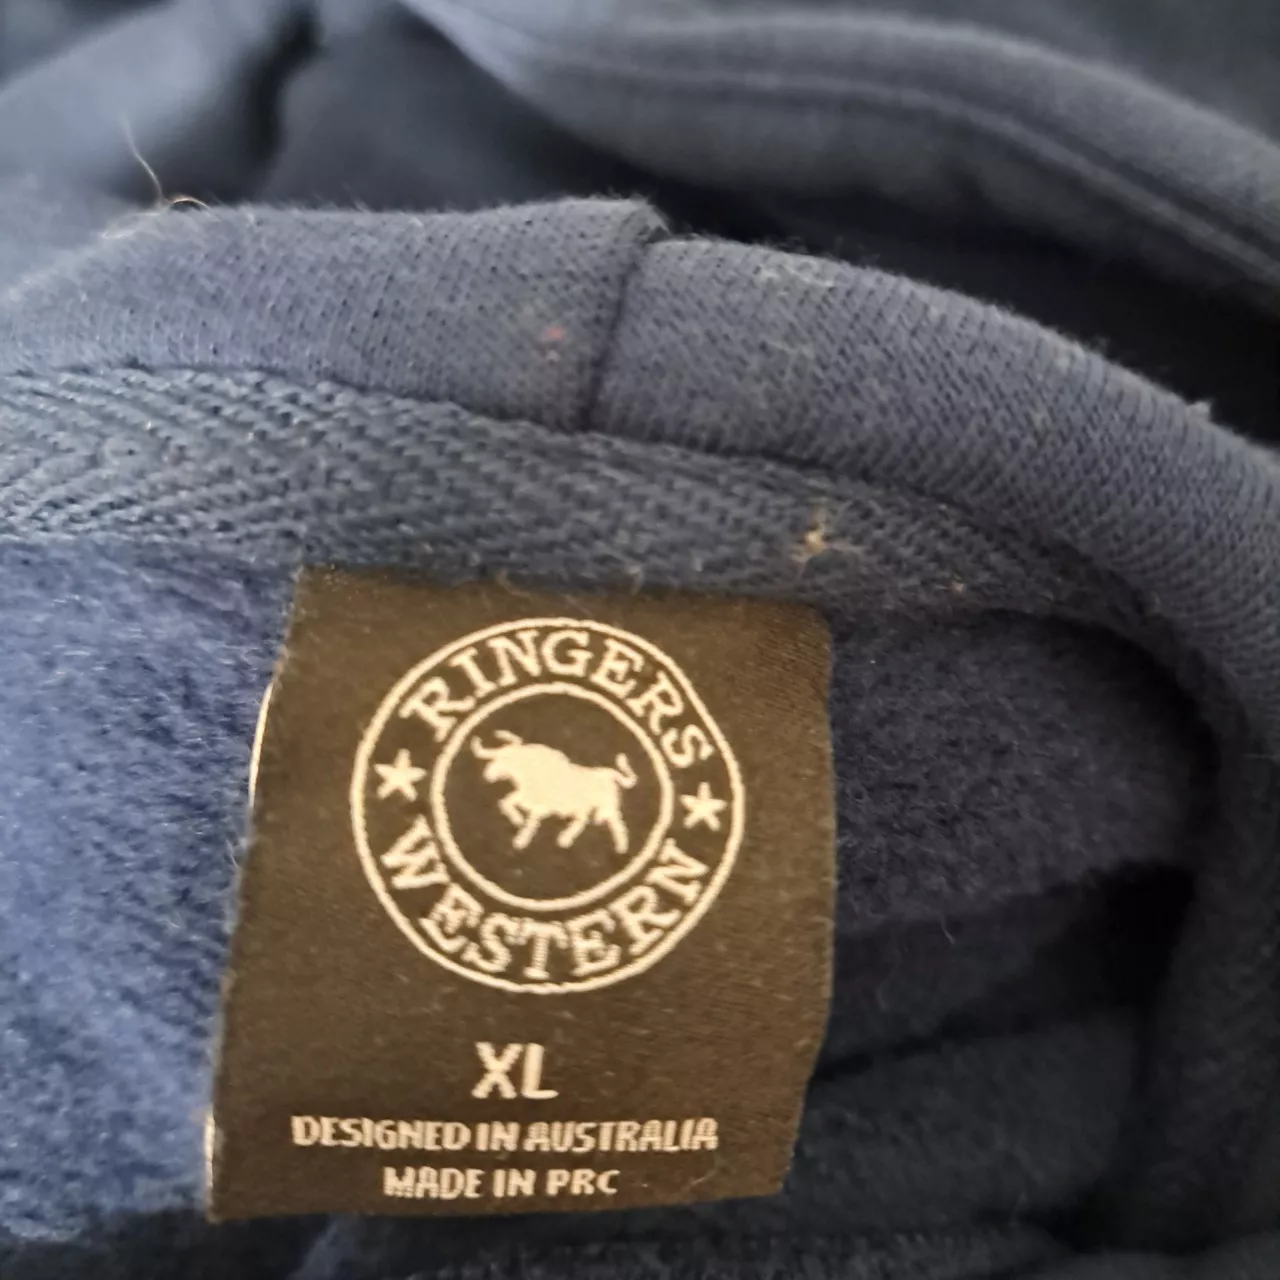 RINGERS
WESTERN
XL
DESIGNED IN AUSTRALIA
MADE IN PRC